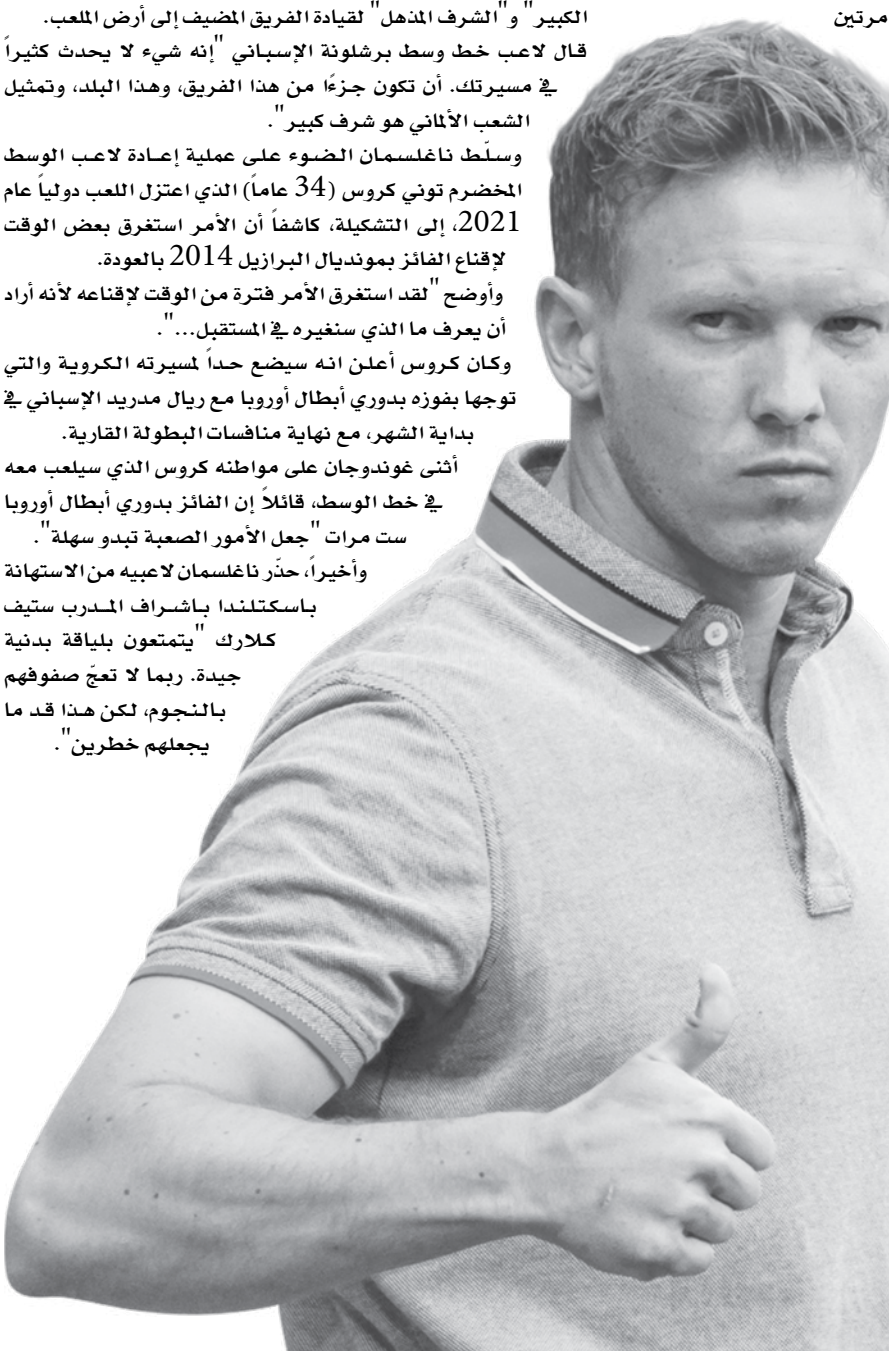 مرتين
الكبير" و"الشرف المذهل" لقيادة الفريق المضيف إلى أرض الملعب.
قال لاعب خط وسط برشلونة الإسباني "إنه شيء لا يحدث كثيراً
في مسيرتك. أن تكون جزءًا من هذا الفريق، وهذا البلد، وتمثيل
الشعب الألماني هو شرف كبير".
وسلّط ناغلسمان الضوء على عملية إعادة لاعب الوسط
المخضرم توني كروس (34 عاماً) الذي اعتزل اللعب دولياً عام
2021، إلى التشكيلة، كاشفاً أن الأمر استغرق بعض الوقت
لإقناع الفائز بمونديال البرازيل 2014 بالعودة.
وأوضح "لقد استغرق الأمر فترة من الوقت لإقناعه لأنه أراد
أن يعرف ما الذي سنغيره في المستقبل...".
وكان كروس أعلن انه سيضع حداً لمسيرته الكروية والتي
توجها بفوزه بدوري أبطال أوروبا مع ريال مدريد الإسباني في
بداية الشهر، مع نهاية منافسات البطولة القارية.
أثنى غوندوجان على مواطنه كروس الذي سيلعب معه
في خط الوسط، قائلاً إن الفائز بدوري أبطال أوروبا
ست مرات "جعل الأمور الصعبة تبدو سهلة".
وأخيراً، حذّر ناغلسمان لاعبيه من الاستهانة
باسكتلندا باشراف المدرب ستيف
كلارك "يتمتعون بلياقة بدنية
جيدة. ربما لا تعجّ صفوفهم
بالنجوم، لكن هذا قد ما
يجعلهم خطرين".